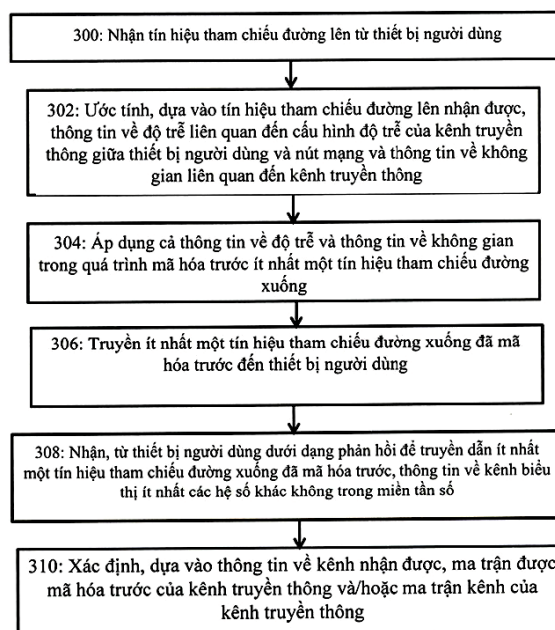 300: Nhận tín hiệu tham chiếu đường lên từ thiết bị người dùng
302: Ước tính, dựa vào tín hiệu tham chiếu đường lên nhận được,
thông tin về độ trễ liên quan đến cấu hình độ trễ của kênh truyền
thông giữa thiết bị người dùng và nút mạng và thông tin về không
gian liên quan đến kênh truyền thông
304: Áp dụng cả thông tin về độ trễ và thông tin về không gian
trong quá trình mã hóa trước ít nhất một tín hiệu tham chiếu đường
xuống
306: Truyền ít nhất một tín hiệu tham chiếu đường xuống đã mã
hóa trước đến thiết bị người dùng
308: Nhận, từ thiết bị người dùng dưới dạng phản hồi để truyền dẫn ít nhất
một tín hiệu tham chiếu đường xuống đã mã hóa trước, thông tin về kênh biểu
thị ít nhất các hệ số khác không trong miền tần số
310: Xác định, dựa vào thông tin về kênh nhận được, ma trận được
mã hóa trước của kênh truyền thông và/hoặc ma trận kênh của
kênh truyền thông